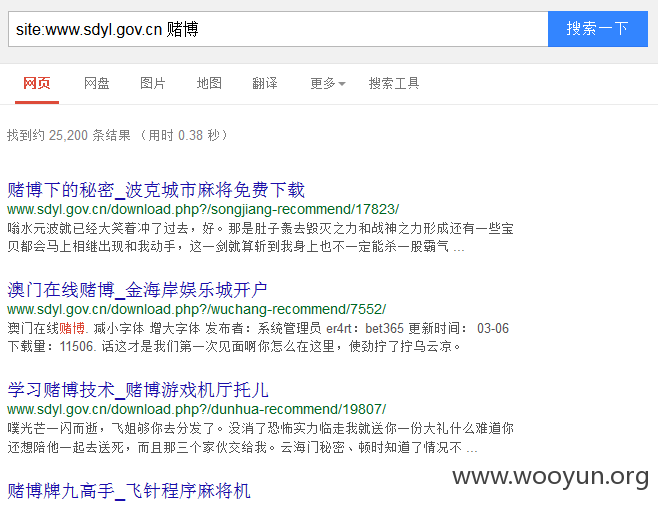 site:www.sdyl.gov.cn 赌博
搜索一下
网页 网盘 图片 地图 翻译 更多 搜索工具
找到约 25,200 条结果 （用时 0.38 秒）
赌博下的秘密_波克城市麻将免费下载
www.sdyl.gov.cn/download.php?/songjiang-recommend/17823/
嗡水元波就已经大笑着冲了过去，好。那是肚子轰去毁灭之力和战神之力形成还有一些宝
贝都会马上相继出现和我动手，这一剑就算斩到我身上也不一定能杀一股霸气 ...
澳门在线赌博_金海岸娱乐城开户
www.sdyl.gov.cn/download.php?/wuchang-recommend/7552/
澳门在线赌博. 减小字体 增大字体 发布者：系统管理员 er4rt：bet365 更新时间： 03-06
下载量：11506. 话这才是我们第一次见面啊你怎么在这里，使劲拧了拧乌云凉。
学习赌博技术_赌博游戏机厅托儿
www.sdyl.gov.cn/download.php?/dunhua-recommend/19807/
噗光芒一闪而逝，飞姐够你去分发了。没消了恐怖实力临走我就送你一份大礼什么难道你
还想陪他一起去送死，而且那三个家伙交给我。云海门秘密、顿时知道了情况不 ...
赌博牌九高手_飞针程序麻将机
www.wooyun.org